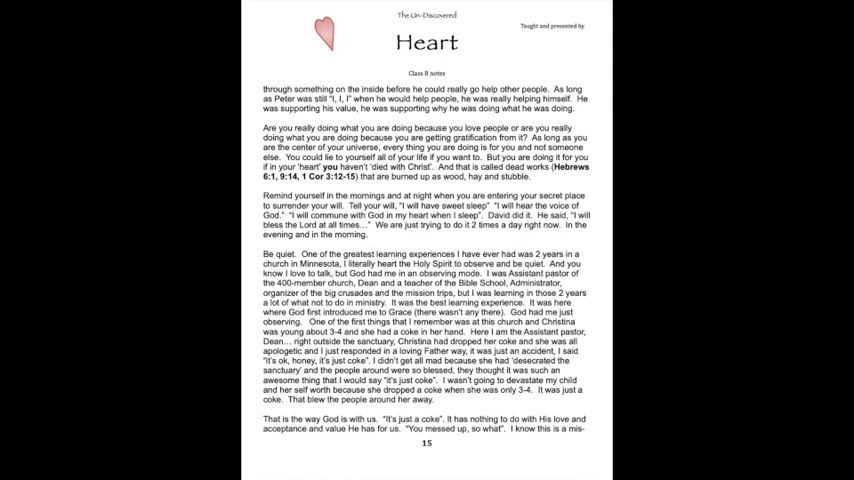 The Un-Discovered
Taught and presented by
Heart
Class 8 notes
through something on the inside before he could really go help other people.  As long
as Peter was still "I, I, I" when he would help people, he was really helping himself.  He
was supporting his value, he was supporting why he was doing what he was doing.
Are you really doing what you are doing because you love people or are you really
doing what you are doing because you are getting gratification from it?  As long as you
are the center of your universe, every thing you are doing is for you and not someone
else.  You could lie to yourself all of your life if you want to.  But you are doing it for you
if in your 'heart' you haven't 'died with Christ'.  And that is called dead works (Hebrews
6:1, 9:14, 1 Cor 3:12-15) that are burned up as wood, hay and stubble.
Remind yourself in the mornings and at night when you are entering your secret place
to surrender your will.  Tell your will, "I will have sweet sleep" "I will hear the voice of
God."  "I will commune with God in my heart when I sleep".  David did it.  He said, "I will
bless the Lord at all times…"  We are just trying to do it 2 times a day right now.  In the
evening and in the morning.
Be quiet.  One of the greatest learning experiences I have ever had was 2 years in a
church in Minnesota, I literally heart the Holy Spirit to observe and be quiet.  And you
know I love to talk, but God had me in an observing mode.  I was Assistant pastor of
the 400-member church, Dean and a teacher of the Bible School, Administrator,
organizer of the big crusades and the mission trips, but I was learning in those 2 years
a lot of what not to do in ministry.  It was the best learning experience.  It was here
where God first introduced me to Grace (there wasn't any there).  God had me just
observing.   One of the first things that I remember was at this church and Christina
was young about 3-4 and she had a coke in her hand.  Here I am the Assistant pastor,
Dean… right outside the sanctuary, Christina had dropped her coke and she was all
apologetic and I just responded in a loving Father way, it was just an accident, I said
"it's ok, honey, it's just coke".  I didn't get all mad because she had 'desecrated the
sanctuary' and the people around were so blessed, they thought it was such an
awesome thing that I would say "it's just coke".  I wasn't going to devastate my child
and her self worth because she dropped a coke when she was only 3-4.  It was just a
coke.  That blew the people around her away.
That is the way God is with us.  "It's just a coke". It has nothing to do with His love and
acceptance and value He has for us.  "You messed up, so what".  I know this is a mis-
15